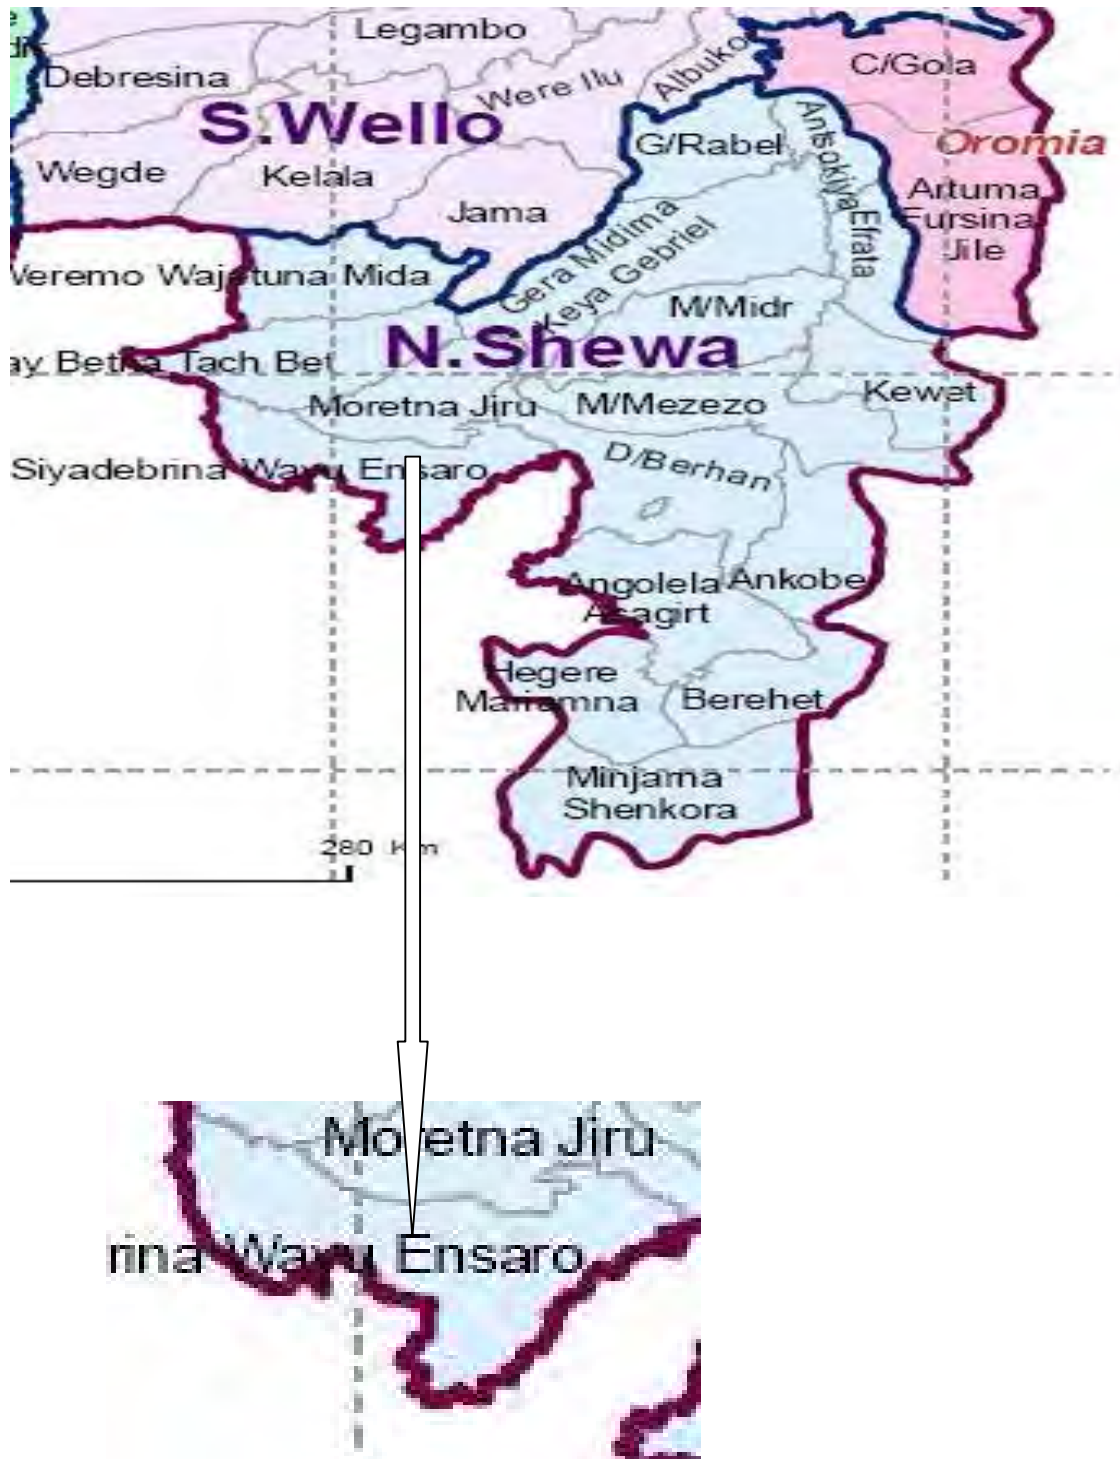 Legambo
C/Gola
Debresina
Albuko
Were Ilu
S.Wello
G/Rabel
Antsokiya
Oromia
Wegde
Kelala
Artuma
Fursina
Jile
Jama
Efrata
Gera Midima
Keya Gebriel
Weremo Wajetuna Mida
M/Midr
N.Shewa
ay Betna Tach Bet
Kewet
Moretna Jiru
M/Mezezo
D/Berhan
Siyadebrina Wayu Ensaro
Angolela
Ankober
Asagirt
Hegere
Mariamna
Berehet
Minjarna
Shenkora
280 Km
Moretna Jiru
rina Wayu Ensaro